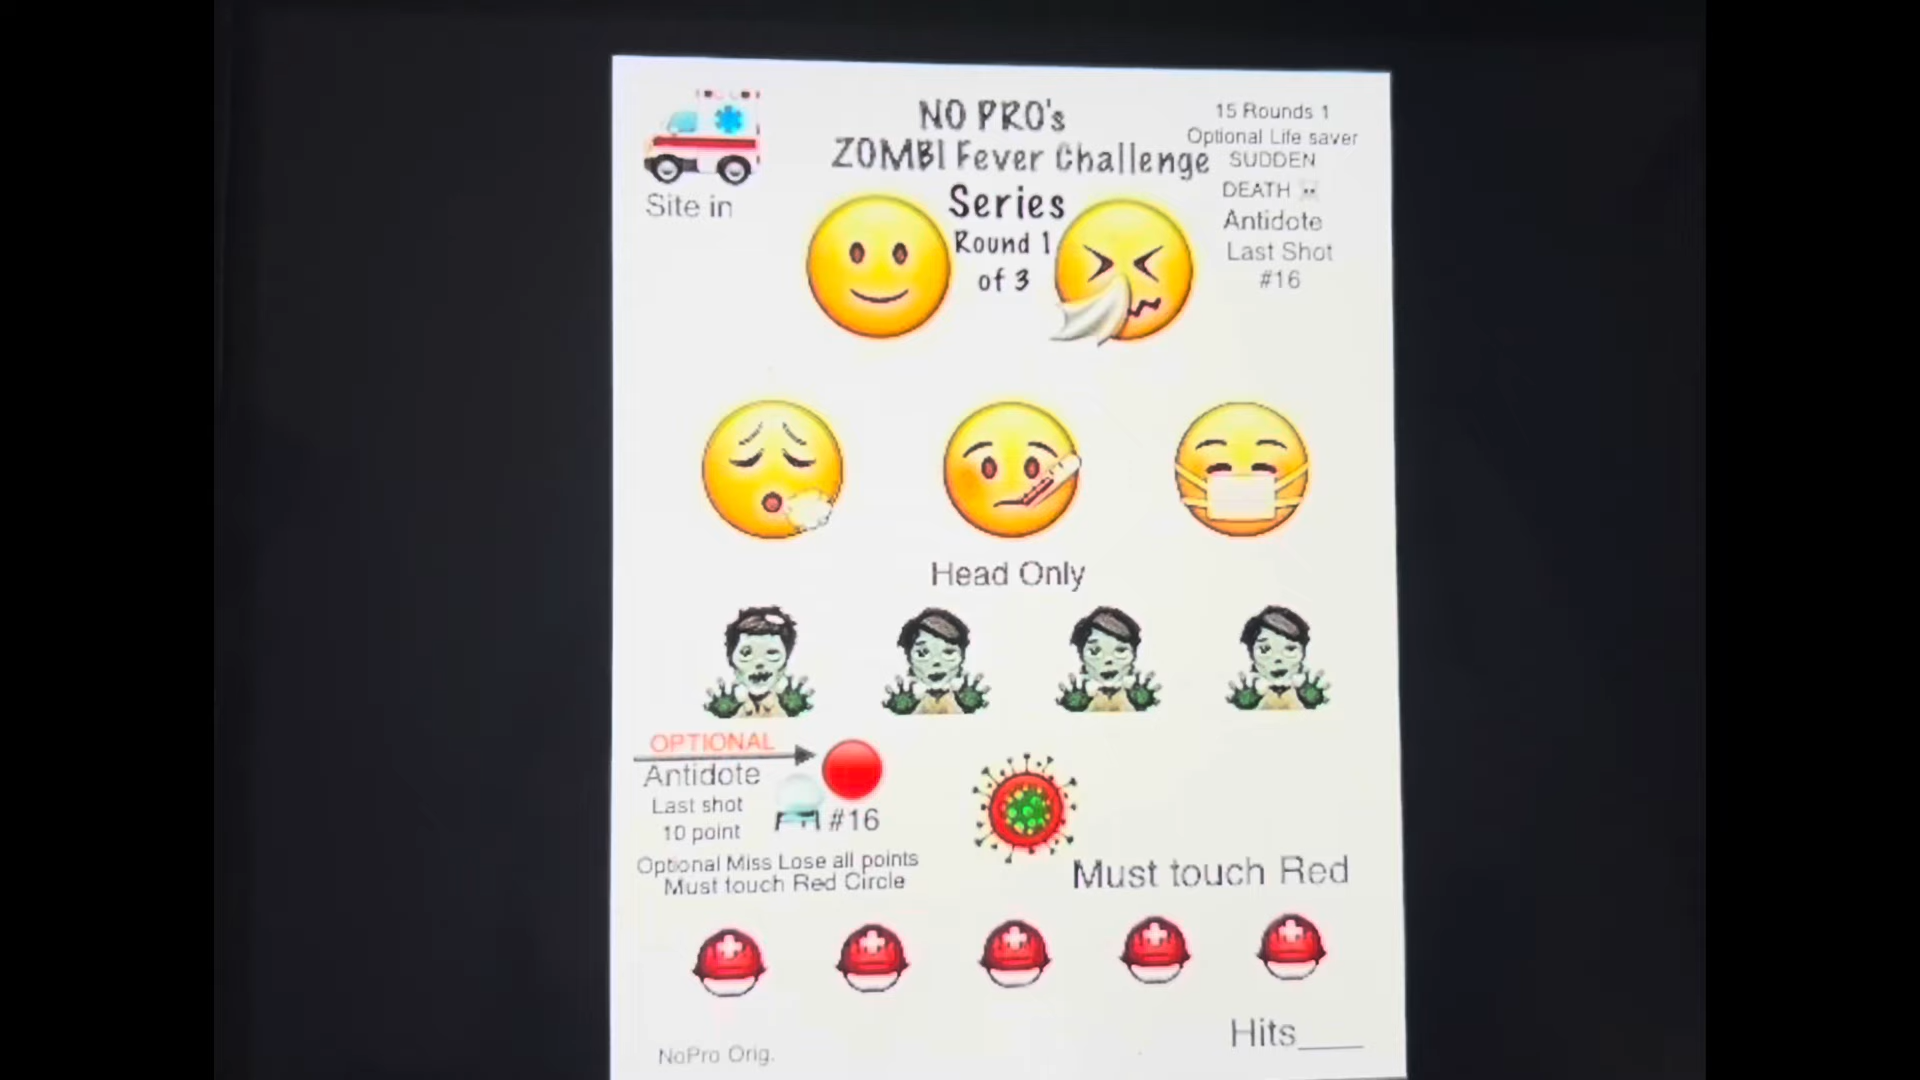 NO PRO's
ZOMBI Fever Challenge
Series
Round 1
of 3
15 Rounds 1
Optional Life saver
SUDDEN
DEATH ☠
Antidote
Last Shot
#16
Site in
Head Only
OPTIONAL
Antidote
Last shot
10 point
#16
Optional Miss Lose all points
Must touch Red Circle
Must touch Red
Hits___
NoPro Orig.